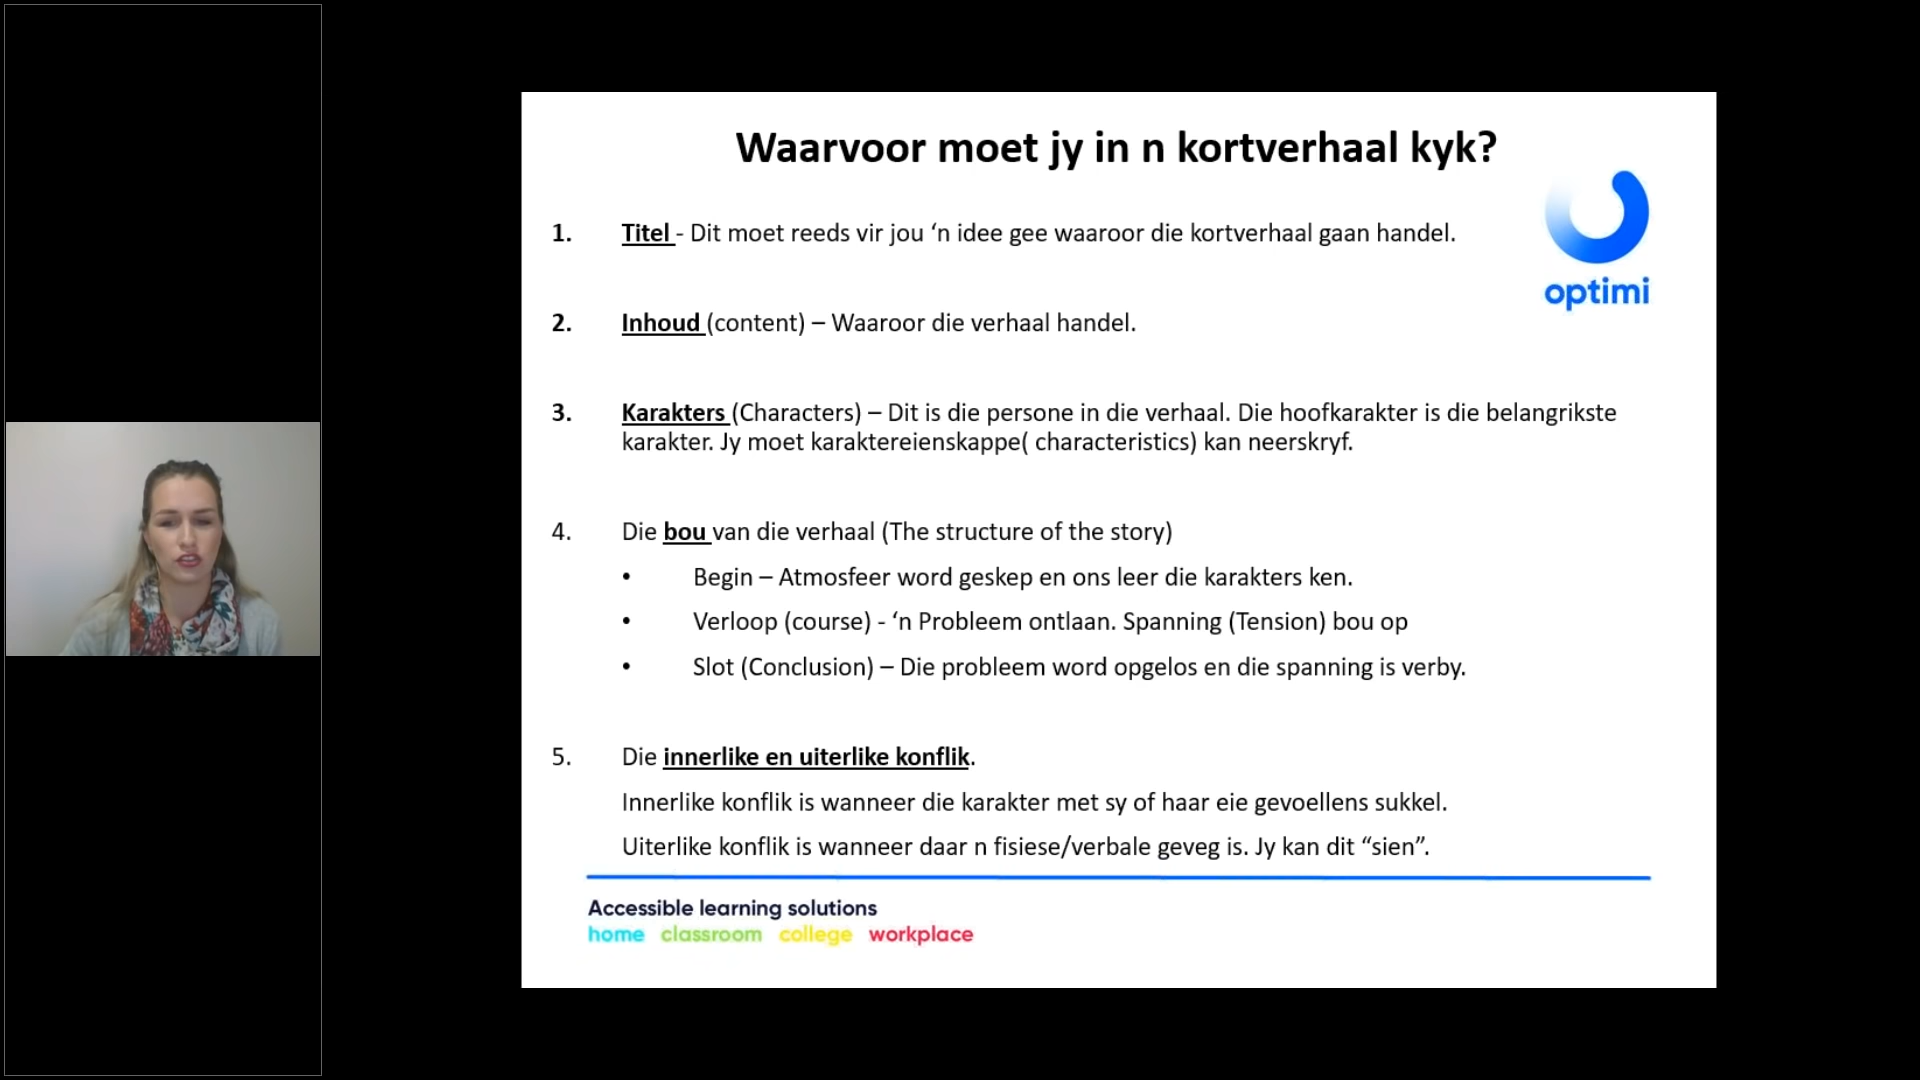 Waarvoor moet jy in n kortverhaal kyk?
optimi
1. Titel - Dit moet reeds vir jou ‘n idee gee waaroor die kortverhaal gaan handel.
2. Inhoud (content) – Waaroor die verhaal handel.
3. Karakters (Characters) – Dit is die persone in die verhaal. Die hoofkarakter is die belangrikste
karakter. Jy moet karaktereienskappe( characteristics) kan neerskryf.
4. Die bou van die verhaal (The structure of the story)
• Begin – Atmosfeer word geskep en ons leer die karakters ken.
• Verloop (course) - ‘n Probleem ontlaan. Spanning (Tension) bou op
• Slot (Conclusion) – Die probleem word opgelos en die spanning is verby.
5. Die innerlike en uiterlike konflik.
Innerlike konflik is wanneer die karakter met sy of haar eie gevoellens sukkel.
Uiterlike konflik is wanneer daar n fisiese/verbale geveg is. Jy kan dit “sien”.
Accessible learning solutions
home classroom college workplace